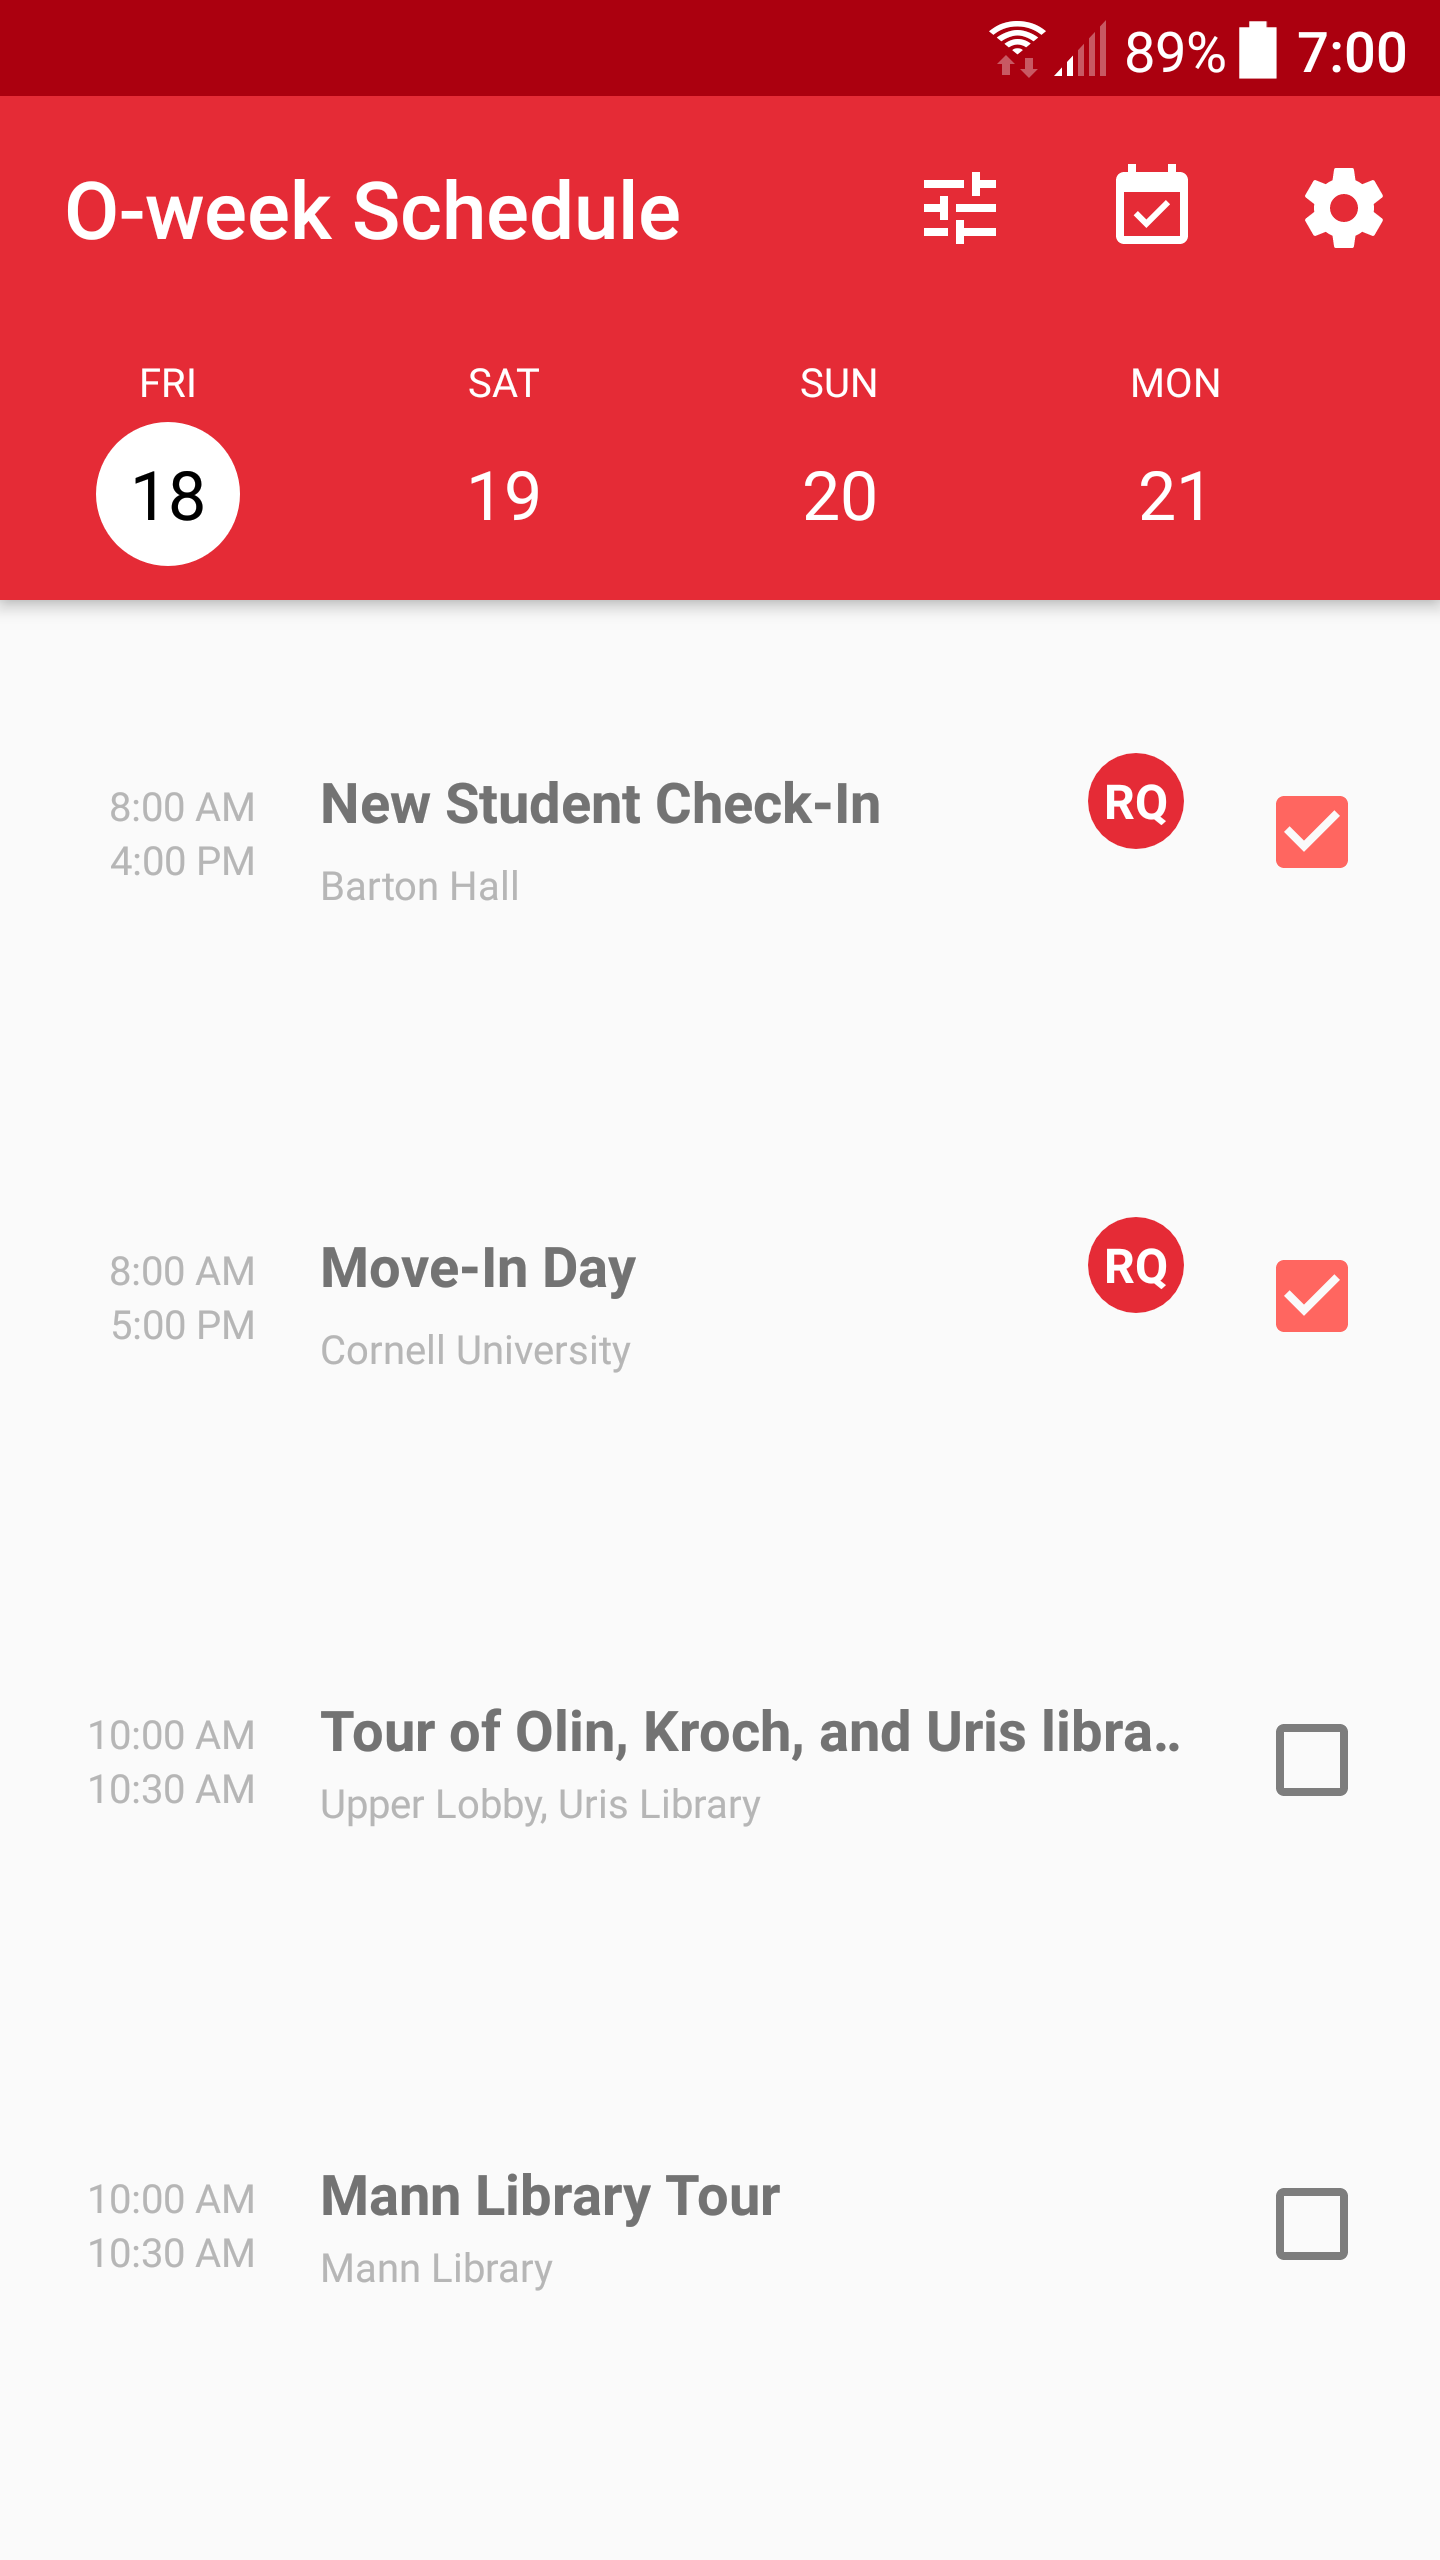 89% 7:00
O-week Schedule
FRI SAT SUN MON
18 19 20 21
8:00 AM New Student Check-In RQ
4:00 PM
Barton Hall
8:00 AM Move-In Day RQ
5:00 PM
Cornell University
10:00 AM Tour of Olin, Kroch, and Uris libra..
10:30 AM
Upper Lobby, Uris Library
10:00 AM Mann Library Tour
10:30 AM
Mann Library